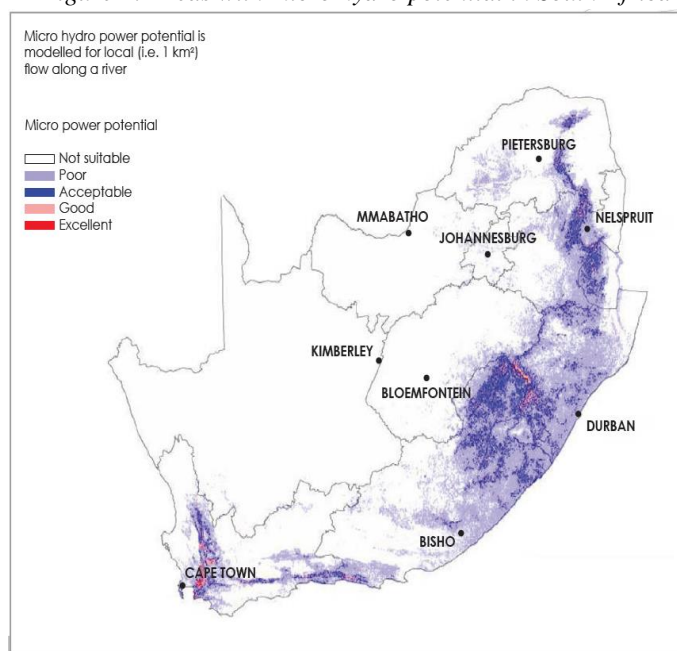 Micro hydro power potential is
modelled for local (i.e. 1 km²)
flow along a river
Micro power potential
Not suitable
Poor
Acceptable
Good
Excellent
PIETERSBURG
MMABATHO
NELSPRUIT
JOHANNESBURG
KIMBERLEY
BLOEMFONTEIN
DURBAN
BISHO
CAPE TOWN